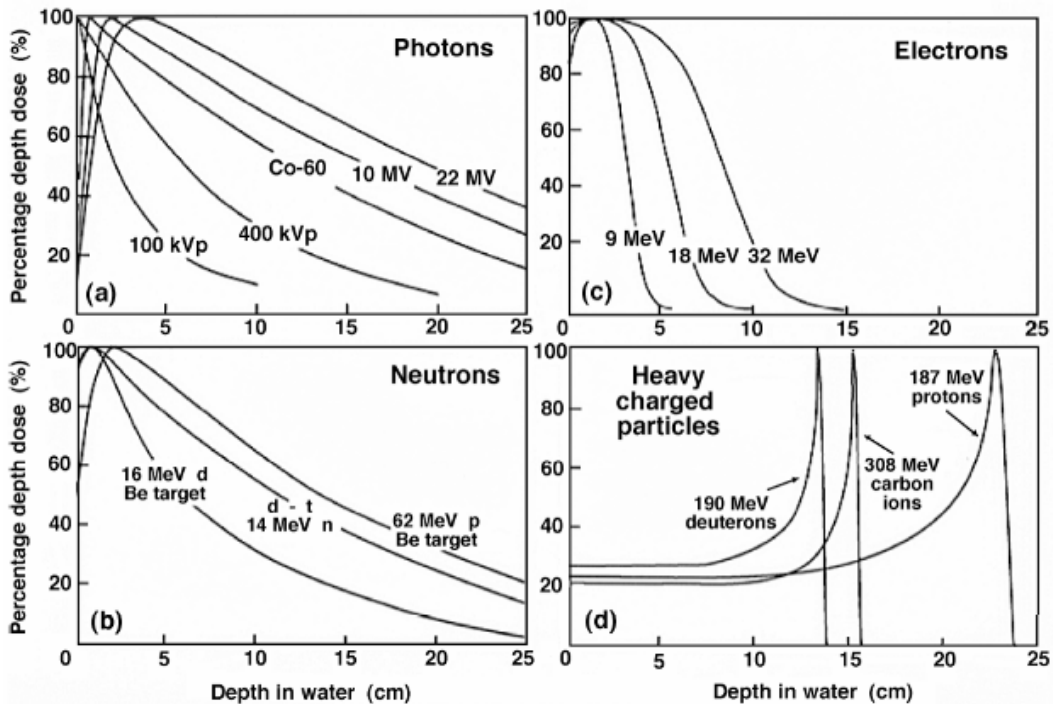 Percentage depth dose (%)
100
80
60
40
20
Photons
Co-60
10 MV
22 MV
100 kVp
400 kVp
(a)
0
5
10
15
20
25
100
80
60
40
20
Electrons
9 MeV
18 MeV
32 MeV
(c)
0
5
10
15
20
25
Percentage depth dose (%)
100
80
60
40
20
Neutrons
16 MeV d
Be target
d - t
14 MeV n
62 MeV p
Be target
(b)
0
5
10
15
20
25
Depth in water (cm)
100
80
60
40
20
Heavy
charged
particles
187 MeV
protons
190 MeV
deuterons
308 MeV
carbon
ions
(d)
0
5
10
15
20
25
Depth in water (cm)